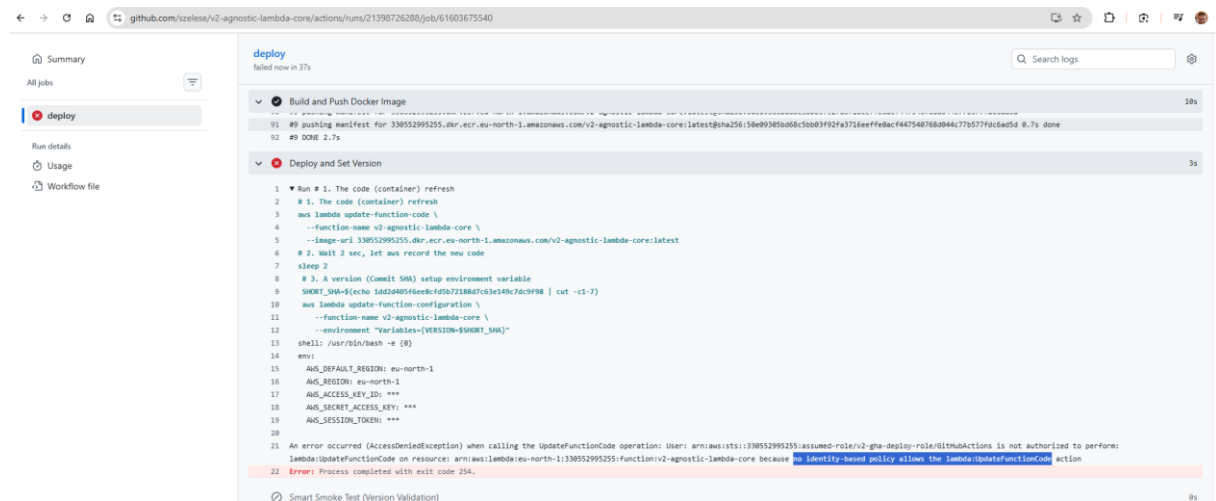 github.com/szelese/v2-agnostic-lambda-core/actions/runs/21398726288/job/61603675540
Summary
All jobs
deploy
Run details
Usage
Workflow file
deploy
failed now in 37s
Search logs
Build and Push Docker Image 10s
91 #9 pushing manifest for 330552995255.dkr.ecr.eu-north-1.amazonaws.com/v2-agnostic-lambda-core:latest@sha256:
0.7s done
92 #9 DONE 2.7s
Deploy and Set Version 3s
1 Run # 1. The code (container) refresh
2 # 1. The code (container) refresh
3 aws lambda update-function-code \
4 --function-name v2-agnostic-lambda-core \
5 --image-uri 330552995255.dkr.ecr.eu-north-1.amazonaws.com/v2-agnostic-lambda-core:latest
6 # 2. Wait 2 sec, let aws record the new code
7 sleep 2
8 # 3. A version (Commit SHA) setup environment variable
9 SHORT_SHA=$(echo 1dd2d405f6ee8cfd5b72188d7c63e149c7dc9f98 | cut -c1-7)
10 aws lambda update-function-configuration \
11 --function-name v2-agnostic-lambda-core \
12 --environment "Variables={VERSION=$SHORT_SHA}"
13 shell: /usr/bin/bash -e {0}
14 env:
15 AWS_DEFAULT_REGION: eu-north-1
16 AWS_REGION: eu-north-1
17 AWS_ACCESS_KEY_ID: ***
18 AWS_SECRET_ACCESS_KEY: ***
19 AWS_SESSION_TOKEN: ***
20
21 An error occurred (AccessDeniedException) when calling the UpdateFunctionCode operation: User: arn:aws:sts::330552995255:assumed-role/v2-gha-deploy-role/GitHubActions is not authorized to perform:
lambda:UpdateFunctionCode on resource: arn:aws:lambda:eu-north-1:330552995255:function:v2-agnostic-lambda-core because no identity-based policy allows the lambda:UpdateFunctionCode action
22 Error: Process completed with exit code 254.
Smart Smoke Test (Version Validation) 0s